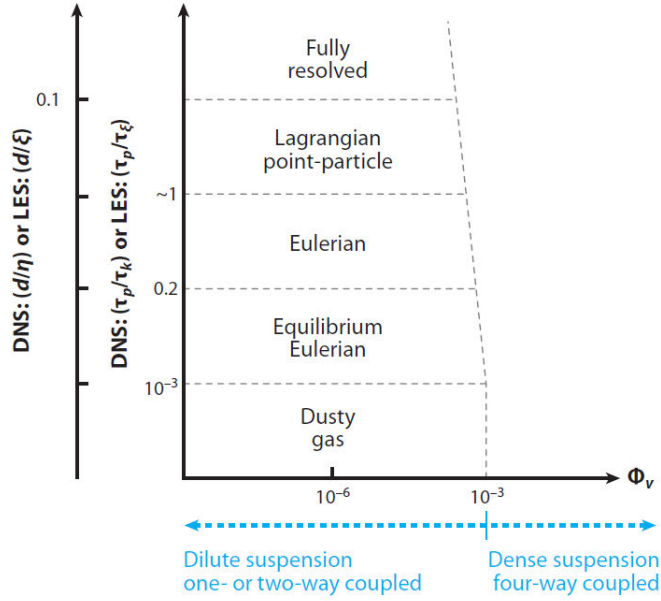 DNS: (d/η) or LES: (d/ξ)
0.1
DNS: (τp/τk) or LES: (τp/τξ)
~1
0.2
10⁻³
Fully
resolved
Lagrangian
point-particle
Eulerian
Equilibrium
Eulerian
Dusty
gas
10⁻⁶
10⁻³
Φv
Dilute suspension
one- or two-way coupled
Dense suspension
four-way coupled